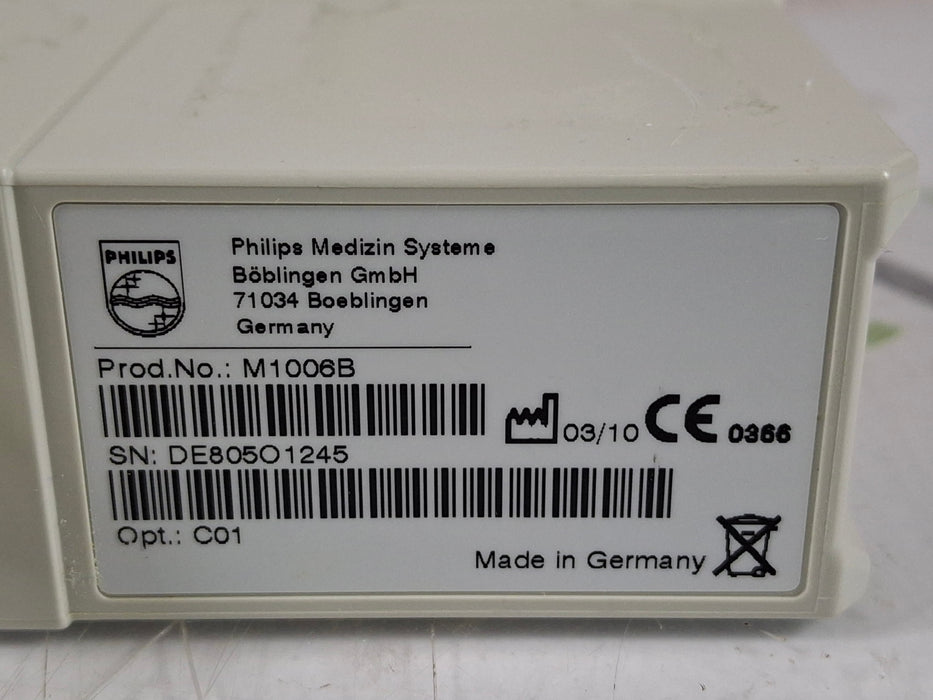 PHILIPS
Philips Medizin Systeme
Böblingen GmbH
71034 Boeblingen
Germany
Prod.No.: M1006B
03/10 CE 0366
SN: DE805O1245
Opt.: C01
Made in Germany